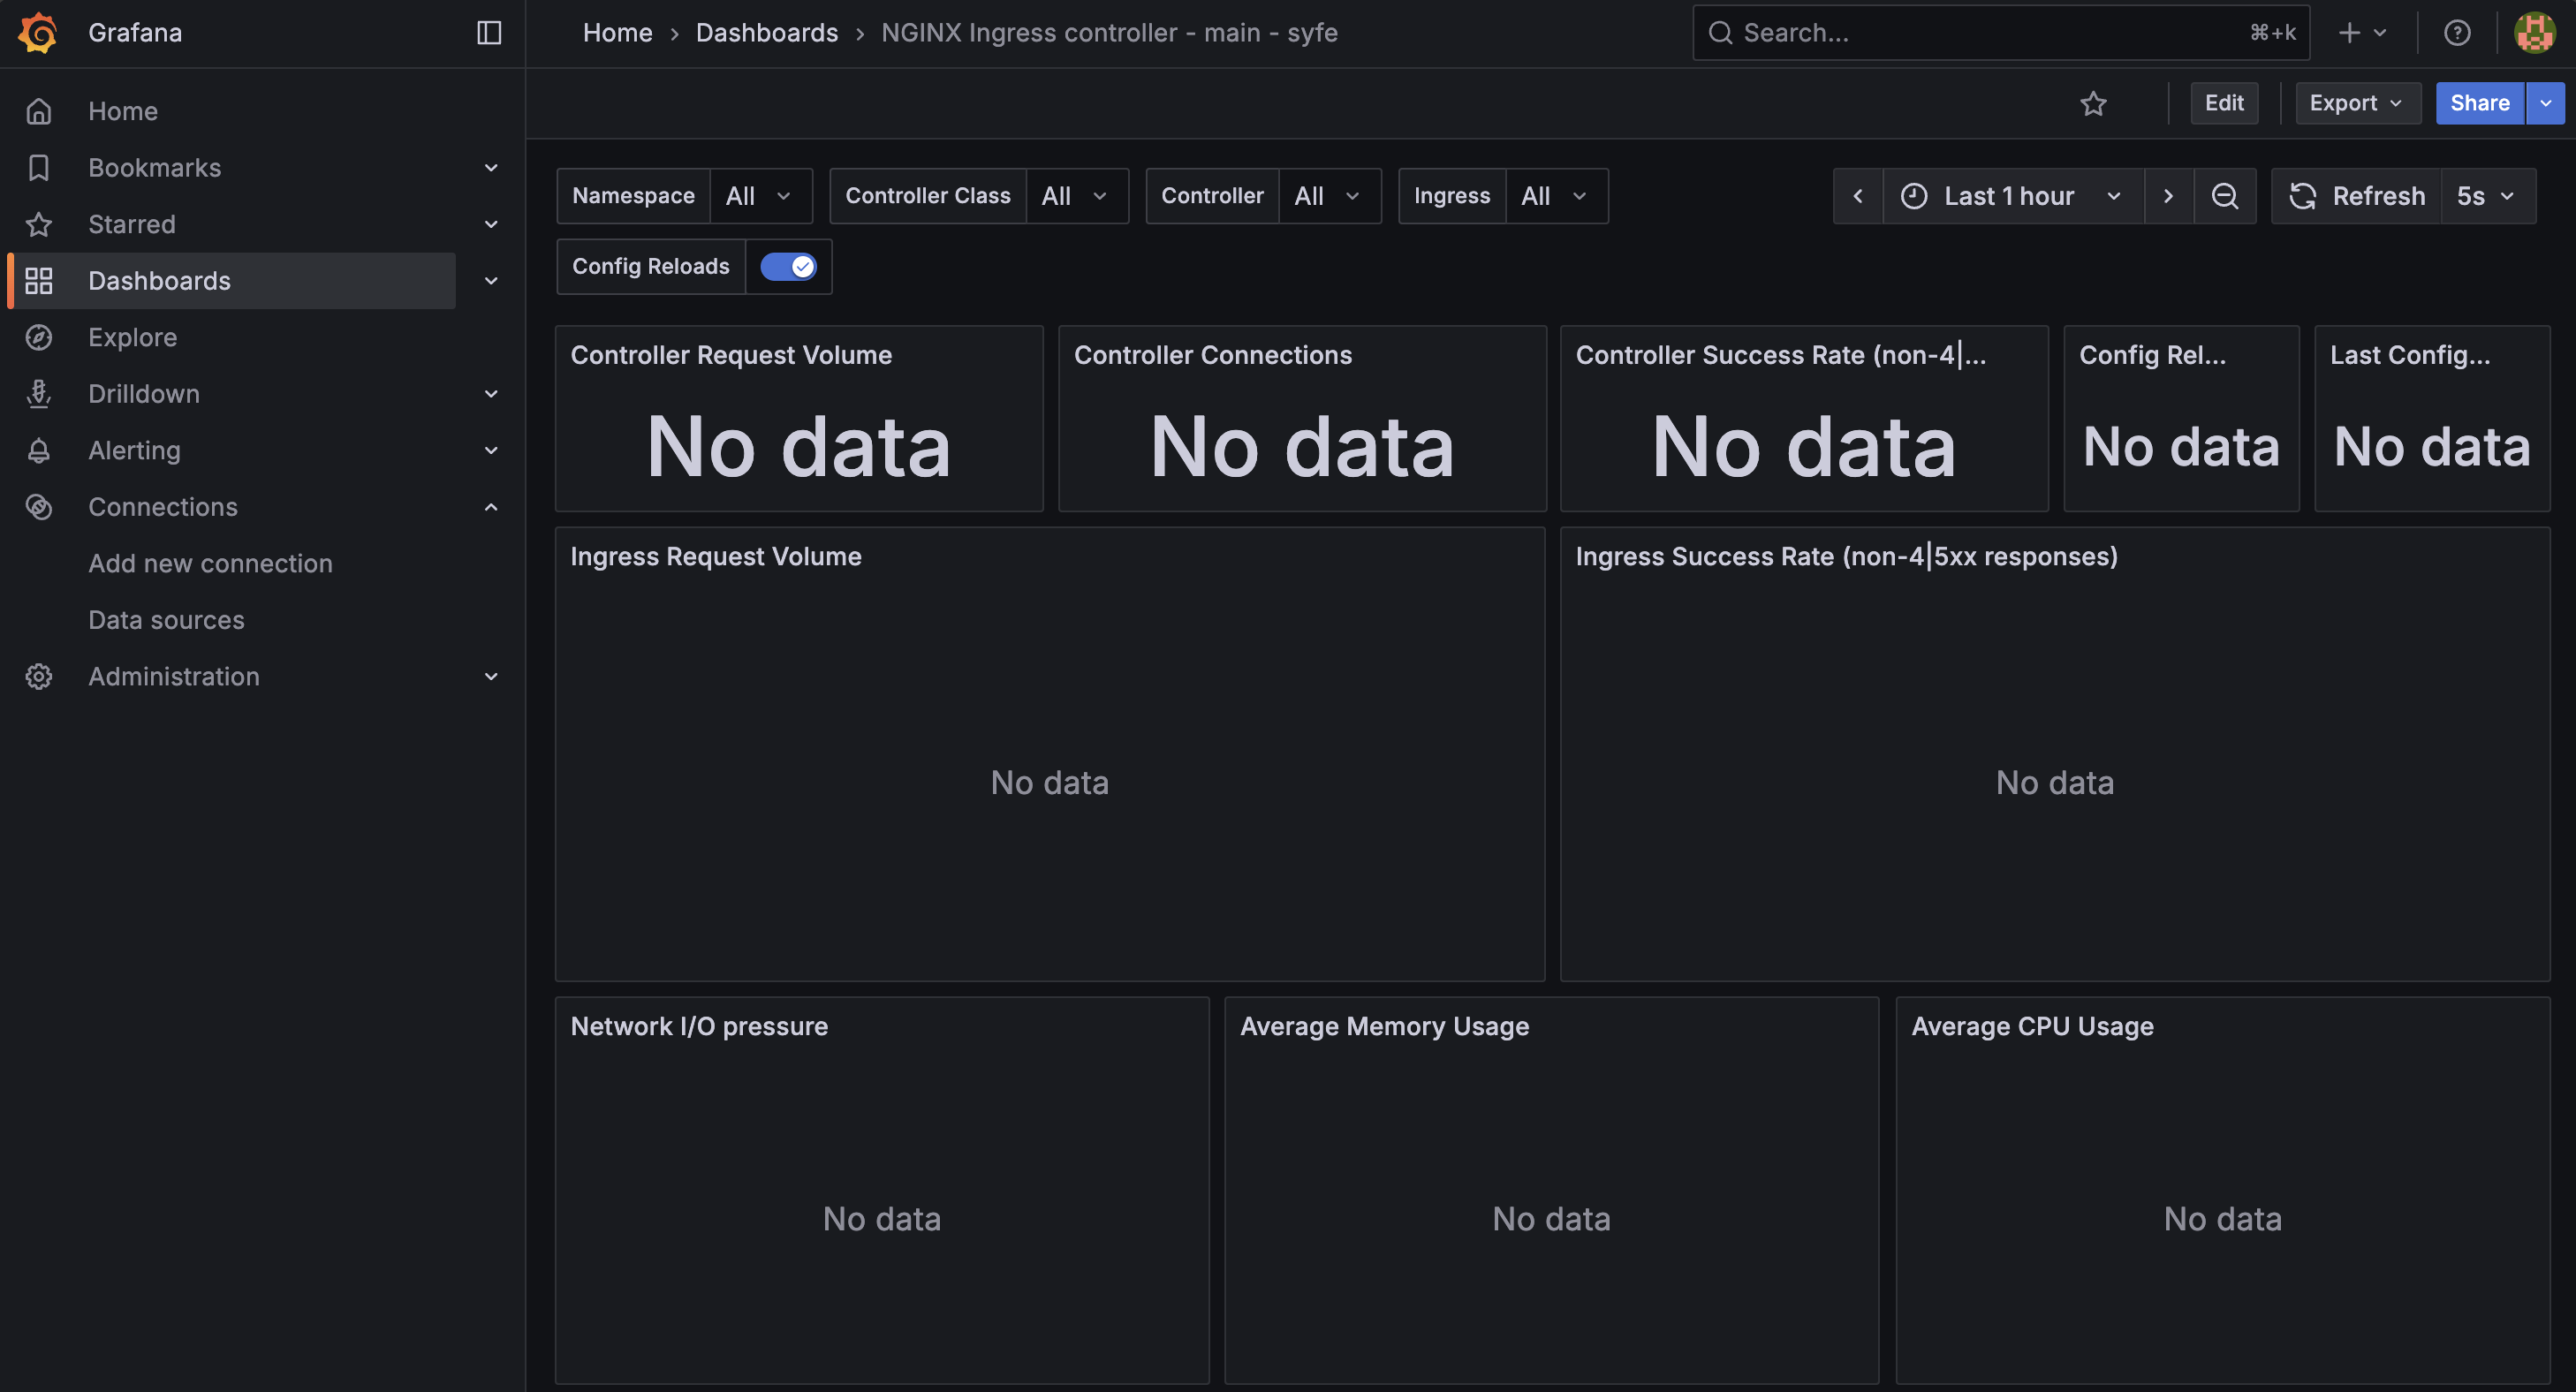 Grafana
Home > Dashboards > NGINX Ingress controller - main - syfe
Search...
⌘+k
Home
Bookmarks
Starred
Dashboards
Explore
Drilldown
Alerting
Connections
Add new connection
Data sources
Administration
Edit
Export
Share
Namespace All
Controller Class All
Controller All
Ingress All
Last 1 hour
Refresh 5s
Config Reloads
Controller Request Volume
No data
Controller Connections
No data
Controller Success Rate (non-4|...
No data
Config Rel...
No data
Last Config...
No data
Ingress Request Volume
No data
Ingress Success Rate (non-4|5xx responses)
No data
Network I/O pressure
No data
Average Memory Usage
No data
Average CPU Usage
No data